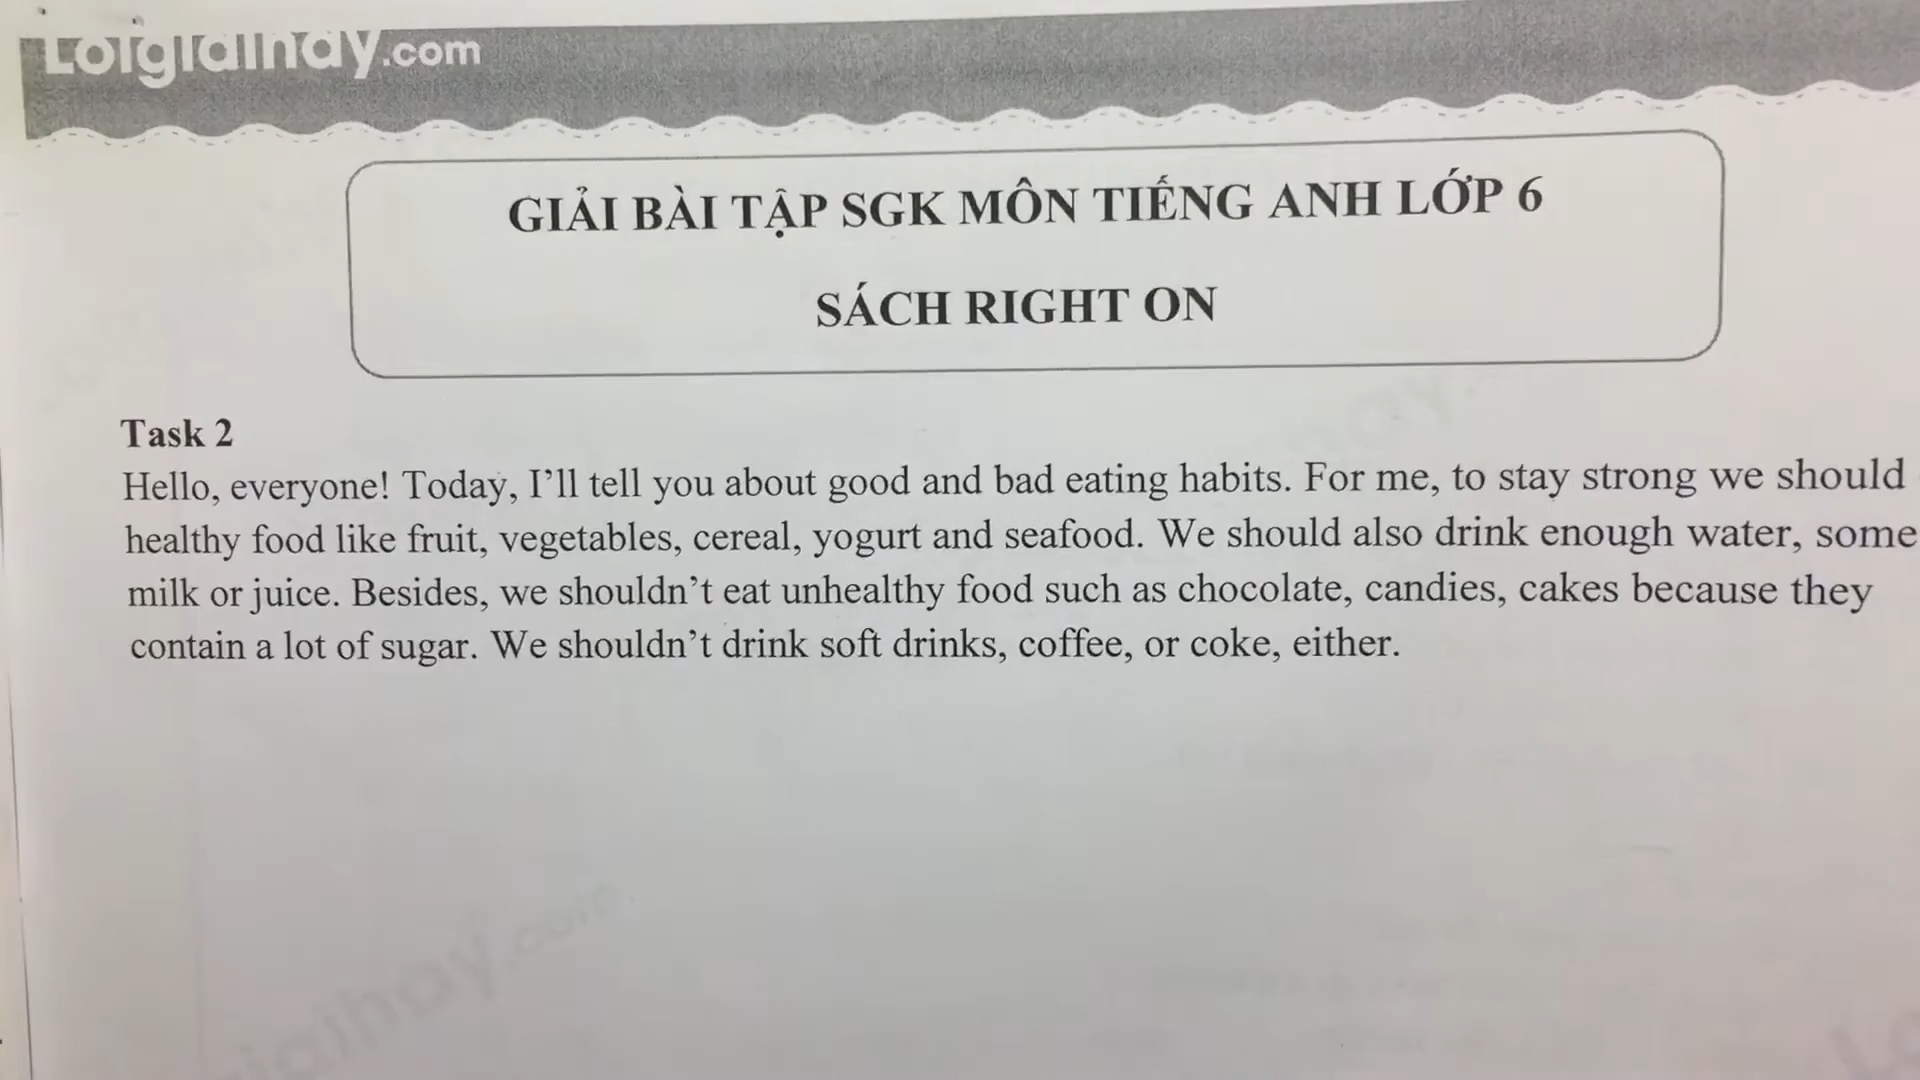 Loigiaihay.com
GIẢI BÀI TẬP SGK MÔN TIẾNG ANH LỚP 6
SÁCH RIGHT ON
Task 2
Hello, everyone! Today, I’ll tell you about good and bad eating habits. For me, to stay strong we should
healthy food like fruit, vegetables, cereal, yogurt and seafood. We should also drink enough water, some
milk or juice. Besides, we shouldn’t eat unhealthy food such as chocolate, candies, cakes because they
contain a lot of sugar. We shouldn’t drink soft drinks, coffee, or coke, either.